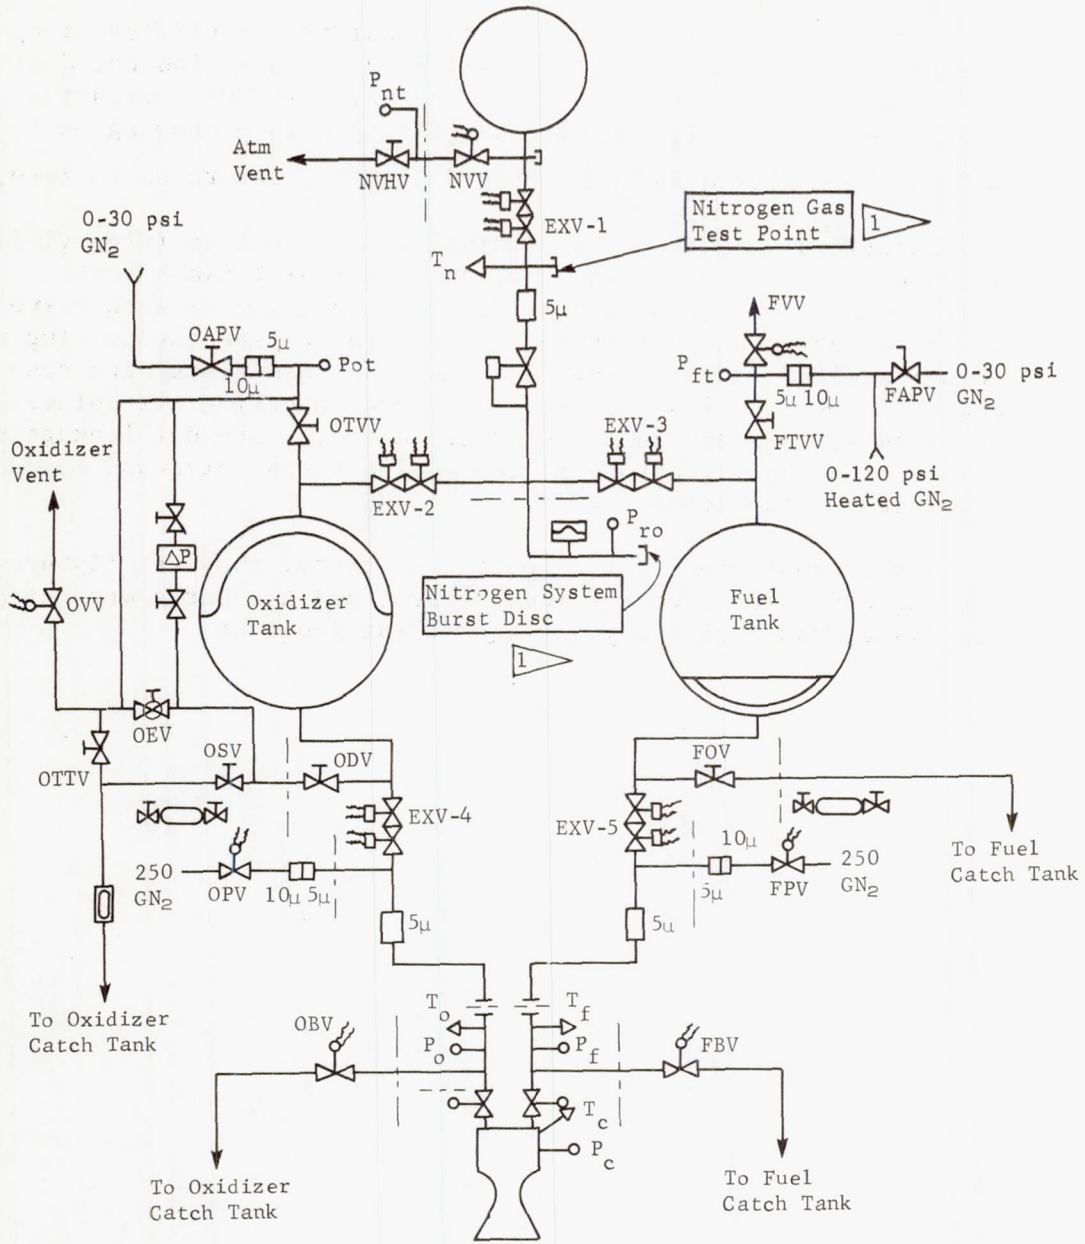 P
nt
Atm
Vent
NVHV
NVV
0-30 psi
GN2
EXV-1
Nitrogen Gas
Test Point
1
T
n
5μ
FVV
OAPV
5μ
10μ
Pot
P
ft
5μ 10μ
FAPV
0-30 psi
GN2
OTVV
EXV-3
FTVV
0-120 psi
Heated GN2
Oxidizer
Vent
EXV-2
P
ro
△P
OVV
Oxidizer
Tank
Nitrogen System
Burst Disc
1
Fuel
Tank
OEV
OTTV
OSV
ODV
FOV
EXV-4
EXV-5
To Fuel
Catch Tank
250
GN2
OPV
10μ 5μ
10μ
5μ
FPV
250
GN2
5μ
5μ
To Oxidizer
Catch Tank
T
o
T
f
OBV
P
o
P
f
FBV
T
c
P
c
To Oxidizer
Catch Tank
To Fuel
Catch Tank